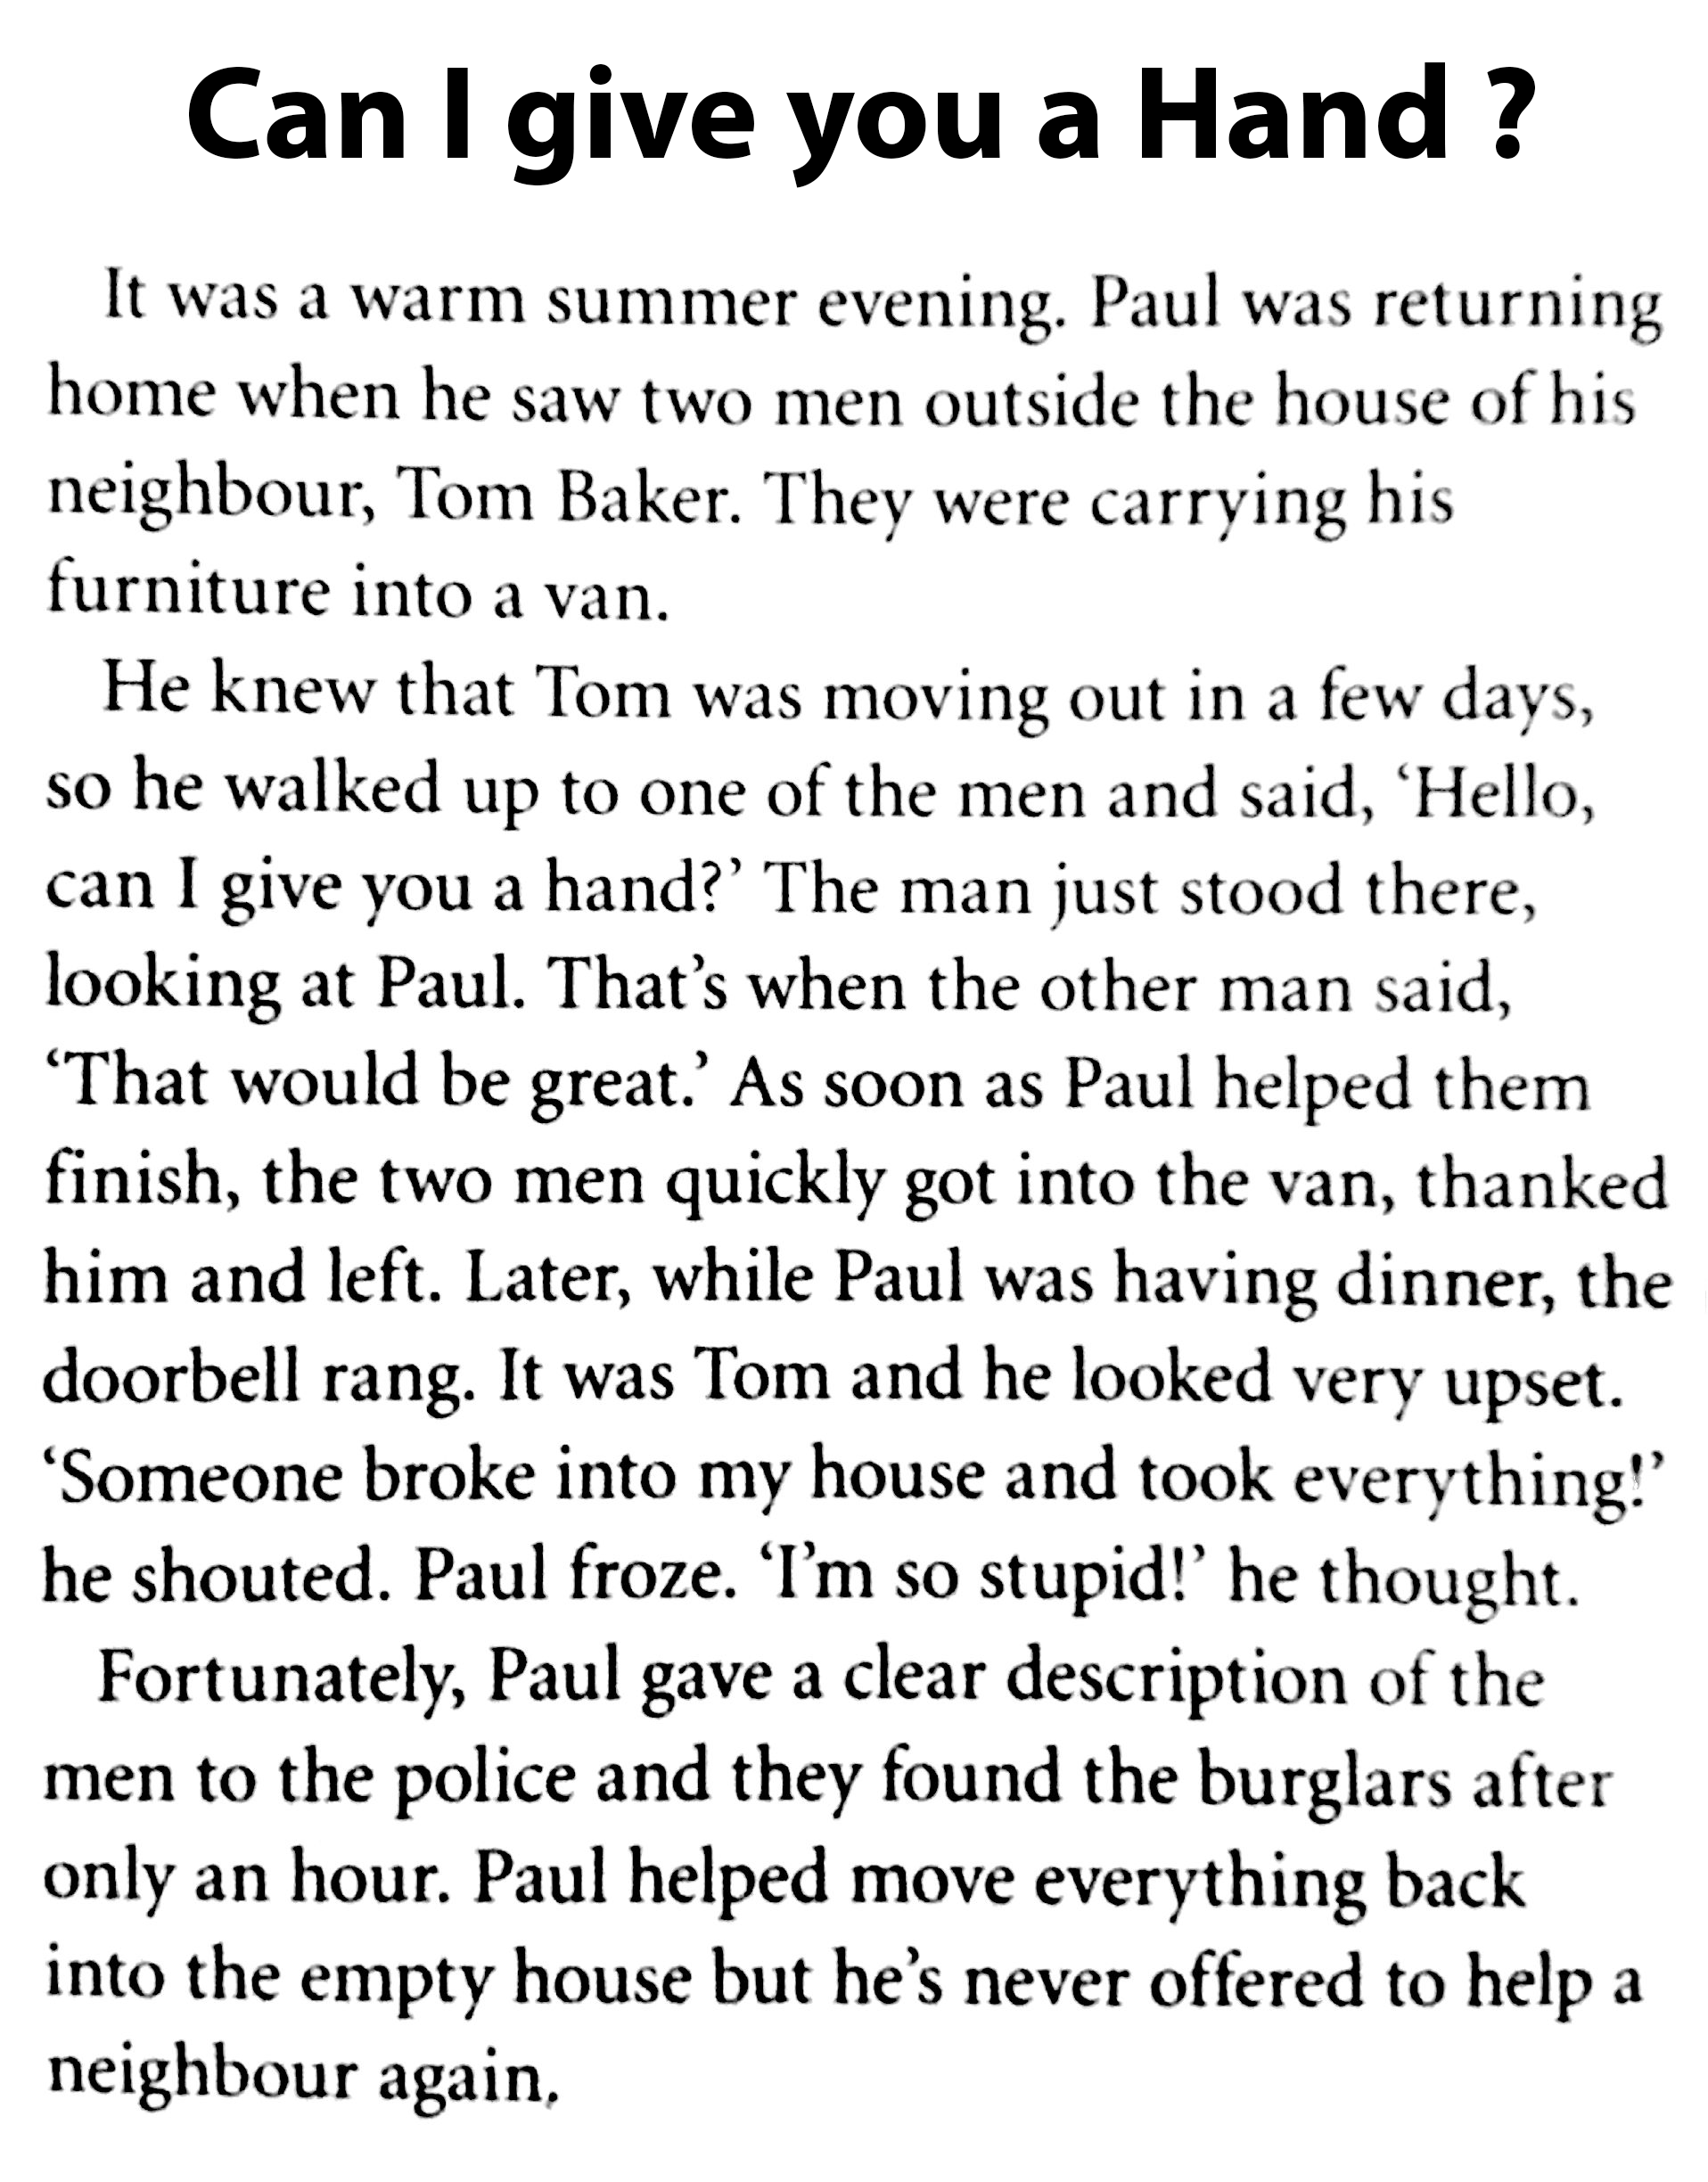 Can I give you a Hand ?
It was a warm summer evening. Paul was returning
home when he saw two men outside the house of his
neighbour, Tom Baker. They were carrying his
furniture into a van.
He knew that Tom was moving out in a few days,
so he walked up to one of the men and said, ‘Hello,
can I give you a hand?’ The man just stood there,
looking at Paul. That’s when the other man said,
‘That would be great.’ As soon as Paul helped them
finish, the two men quickly got into the van, thanked
him and left. Later, while Paul was having dinner, the
doorbell rang. It was Tom and he looked very upset.
‘Someone broke into my house and took everything!’
he shouted. Paul froze. ‘I’m so stupid!’ he thought.
Fortunately, Paul gave a clear description of the
men to the police and they found the burglars after
only an hour. Paul helped move everything back
into the empty house but he’s never offered to help a
neighbour again.